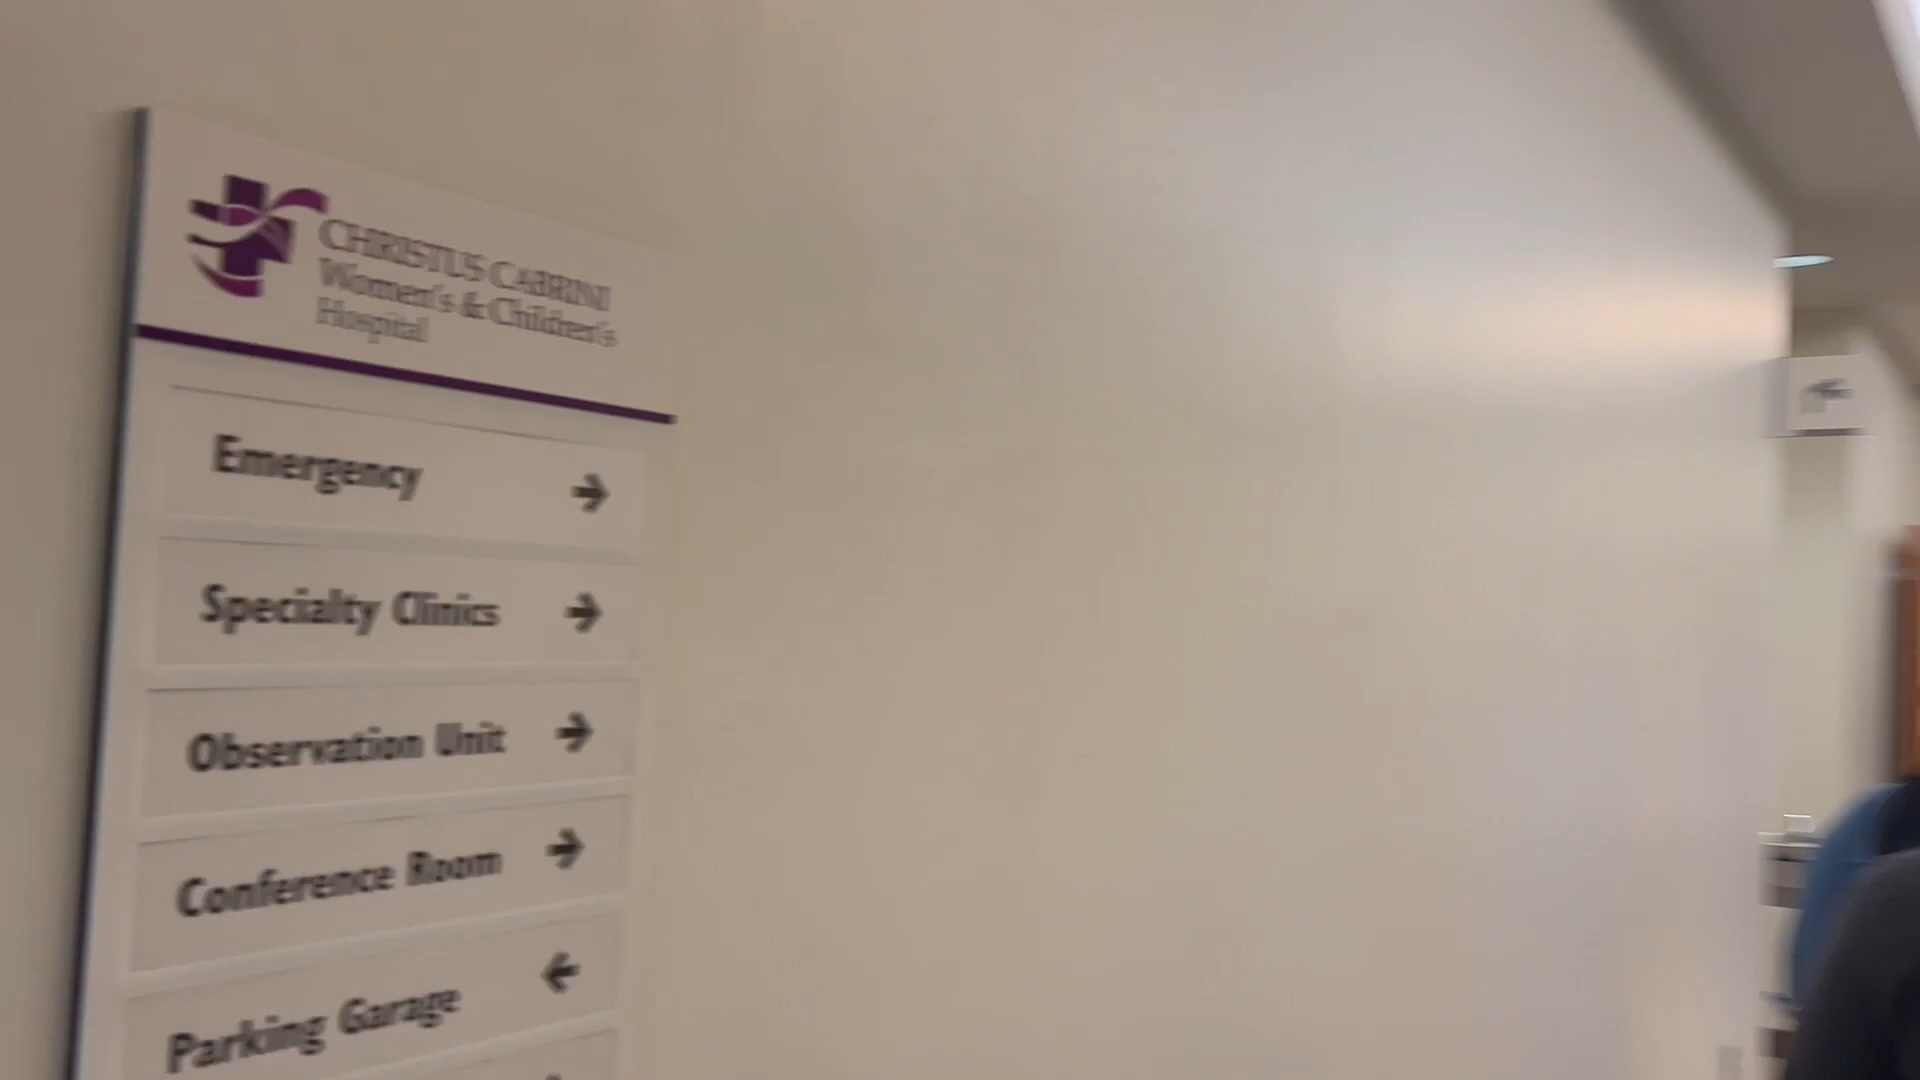 CHRISTUS CABRINI
Women's & Children's
Hospital
Emergency →
Specialty Clinics →
Observation Unit →
Conference Room →
Parking Garage ←